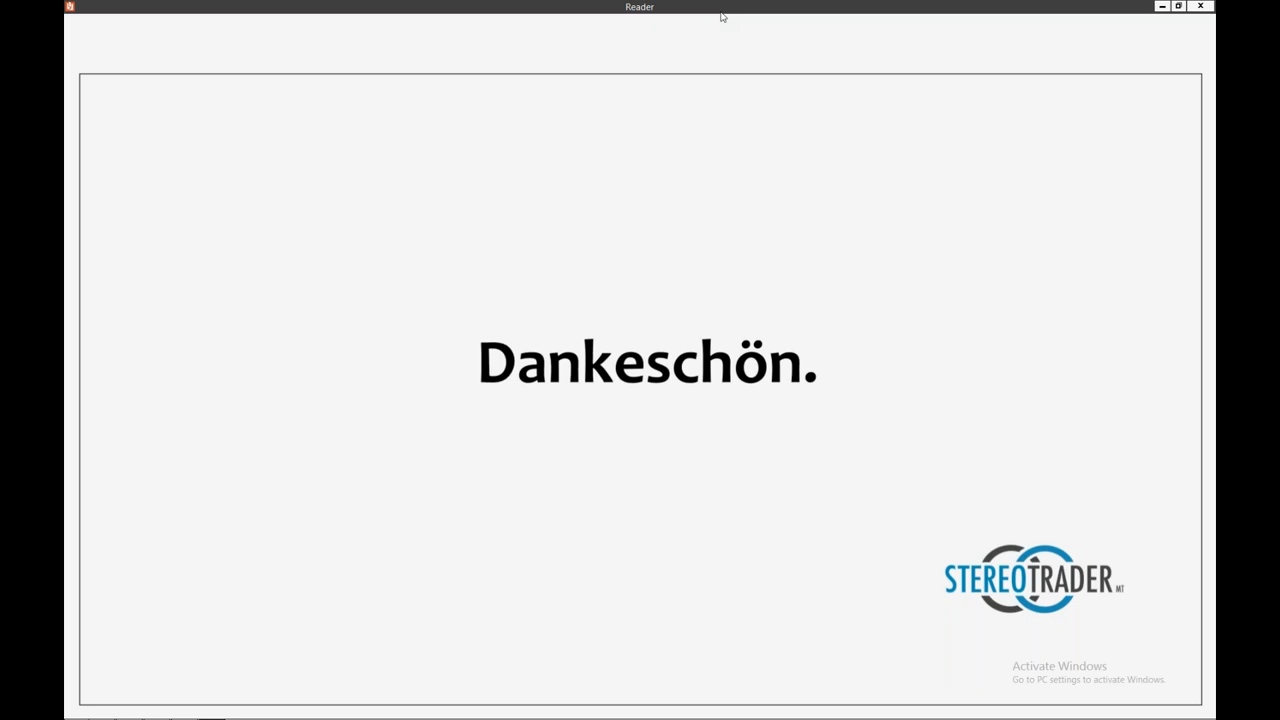 Reader
Dankeschön.
STEREOTRADER MT
Activate Windows
Go to PC settings to activate Windows.